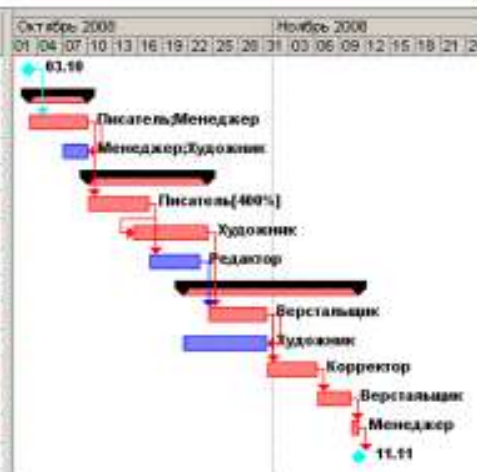 Октябрь 2008 Ноябрь 2008
01 04 07 10 13 16 19 22 25 28 31 03 06 09 12 15 18 21
03.10
Писатель;Менеджер
Менеджер;Художник
Писатель[400%]
Художник
Редактор
Верстальщик
Художник
Корректор
Верстальщик
Менеджер
11.11